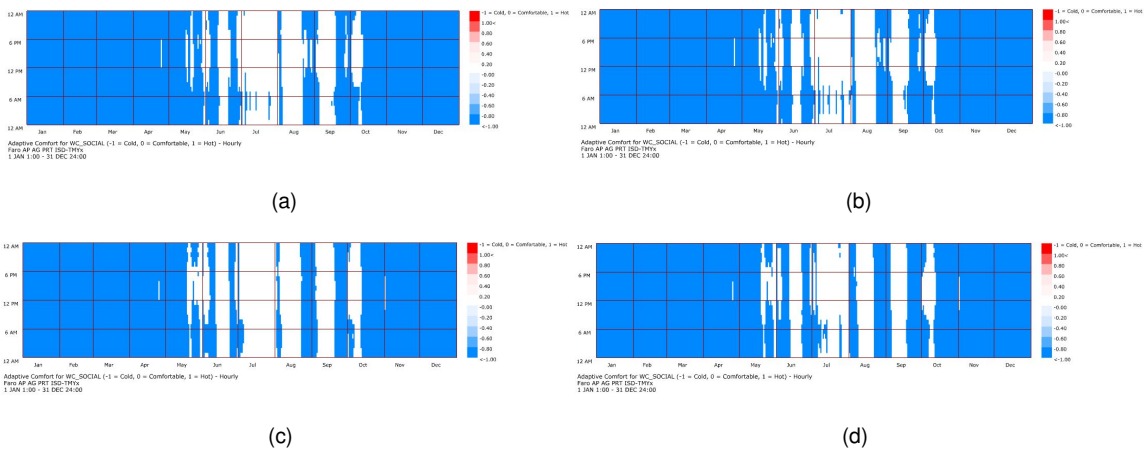 12 AM
6 PM
12 PM
6 AM
12 AM
Jan Feb Mar Apr May Jun Jul Aug Sep Oct Nov Dec
-1 = Cold, 0 = Comfortable, 1 = Hot
1.00<
0.80
0.60
0.40
0.20
-0.00
-0.20
-0.40
-0.60
-0.80
<-1.00
Adaptive Comfort for WC_SOCIAL (-1 = Cold, 0 = Comfortable, 1 = Hot) - Hourly
Faro AP AG PRT ISD-TMYx
1 JAN 1:00 - 31 DEC 24:00
(a)
12 AM
6 PM
12 PM
6 AM
12 AM
Jan Feb Mar Apr May Jun Jul Aug Sep Oct Nov Dec
-1 = Cold, 0 = Comfortable, 1 = Hot
1.00<
0.80
0.60
0.40
0.20
-0.00
-0.20
-0.40
-0.60
-0.80
<-1.00
Adaptive Comfort for WC_SOCIAL (-1 = Cold, 0 = Comfortable, 1 = Hot) - Hourly
Faro AP AG PRT ISD-TMYx
1 JAN 1:00 - 31 DEC 24:00
(b)
12 AM
6 PM
12 PM
6 AM
12 AM
Jan Feb Mar Apr May Jun Jul Aug Sep Oct Nov Dec
-1 = Cold, 0 = Comfortable, 1 = Hot
1.00<
0.80
0.60
0.40
0.20
-0.00
-0.20
-0.40
-0.60
-0.80
<-1.00
Adaptive Comfort for WC_SOCIAL (-1 = Cold, 0 = Comfortable, 1 = Hot) - Hourly
Faro AP AG PRT ISD-TMYx
1 JAN 1:00 - 31 DEC 24:00
(c)
12 AM
6 PM
12 PM
6 AM
12 AM
Jan Feb Mar Apr May Jun Jul Aug Sep Oct Nov Dec
-1 = Cold, 0 = Comfortable, 1 = Hot
1.00<
0.80
0.60
0.40
0.20
-0.00
-0.20
-0.40
-0.60
-0.80
<-1.00
Adaptive Comfort for WC_SOCIAL (-1 = Cold, 0 = Comfortable, 1 = Hot) - Hourly
Faro AP AG PRT ISD-TMYx
1 JAN 1:00 - 31 DEC 24:00
(d)